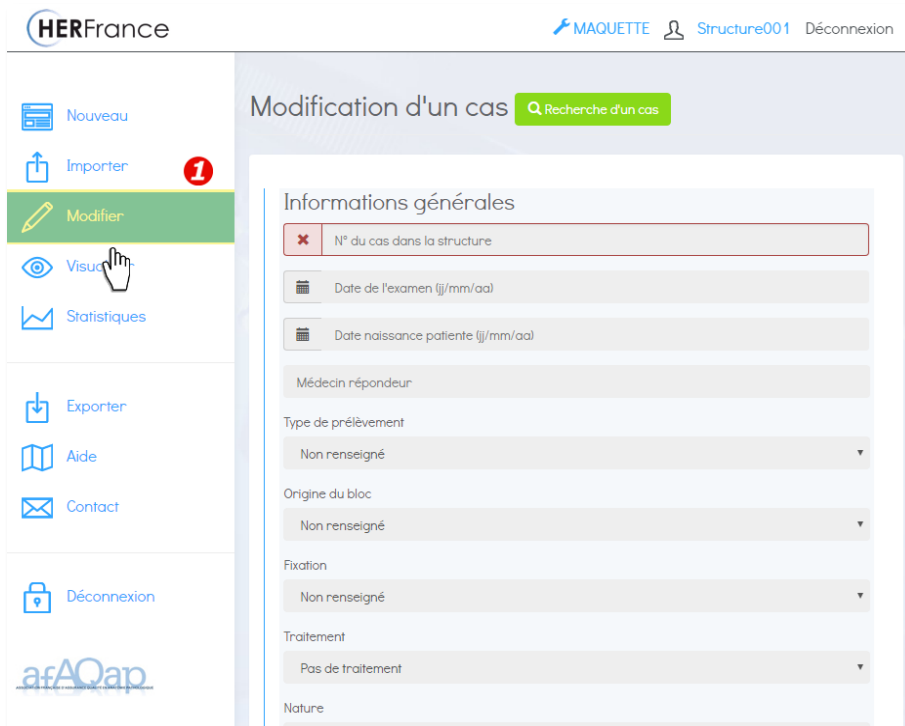 HERFrance
MAQUETTE Structure001 Déconnexion
Nouveau
Importer
1
Modifier
Visua
Statistiques
Exporter
Aide
Contact
Déconnexion
afAQap
Modification d'un cas Recherche d'un cas
Informations générales
N° du cas dans la structure
Date de l'examen (jj/mm/aa)
Date naissance patiente (jj/mm/aa)
Médecin répondeur
Type de prélèvement
Non renseigné
Origine du bloc
Non renseigné
Fixation
Non renseigné
Traitement
Pas de traitement
Nature